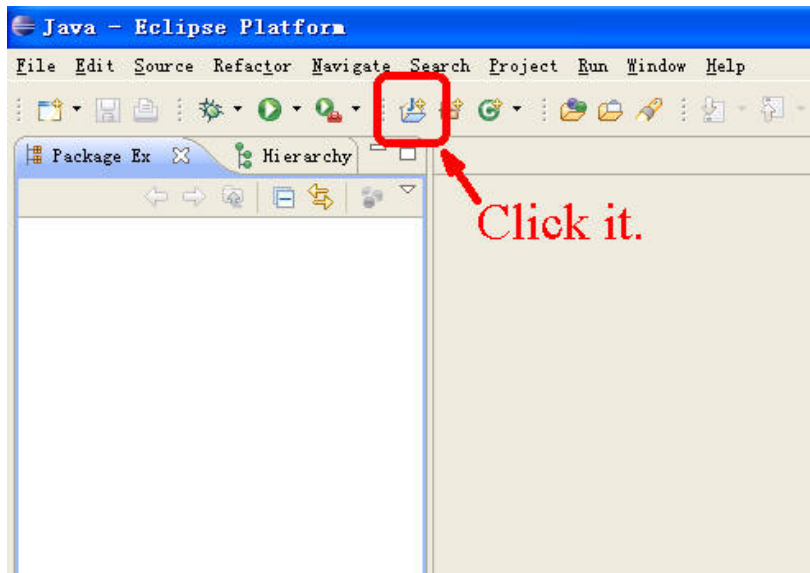 Java - Eclipse Platform
File Edit Source Refactor Navigate Search Project Run Window Help
Package Ex Hierarchy
Click it.